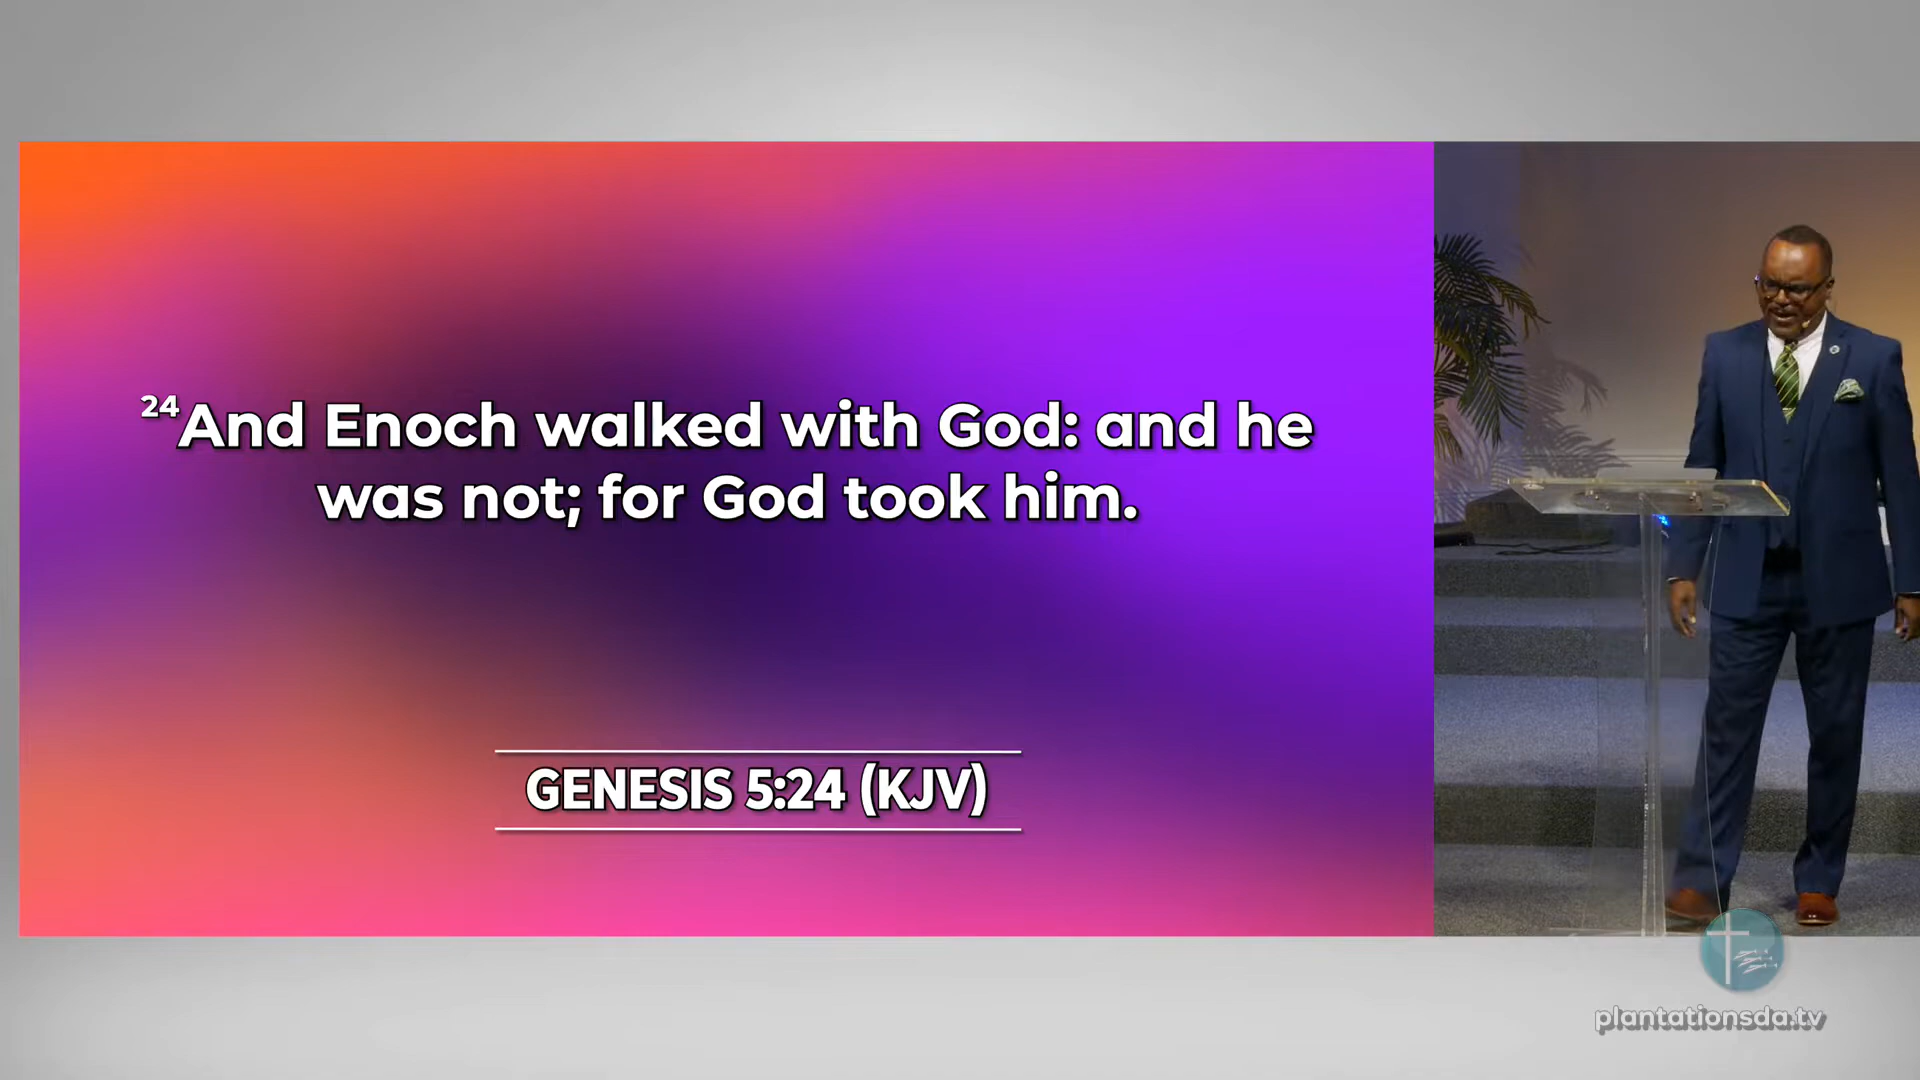 24And Enoch walked with God: and he
was not; for God took him.
GENESIS 5:24 (KJV)
plantationsda.tv